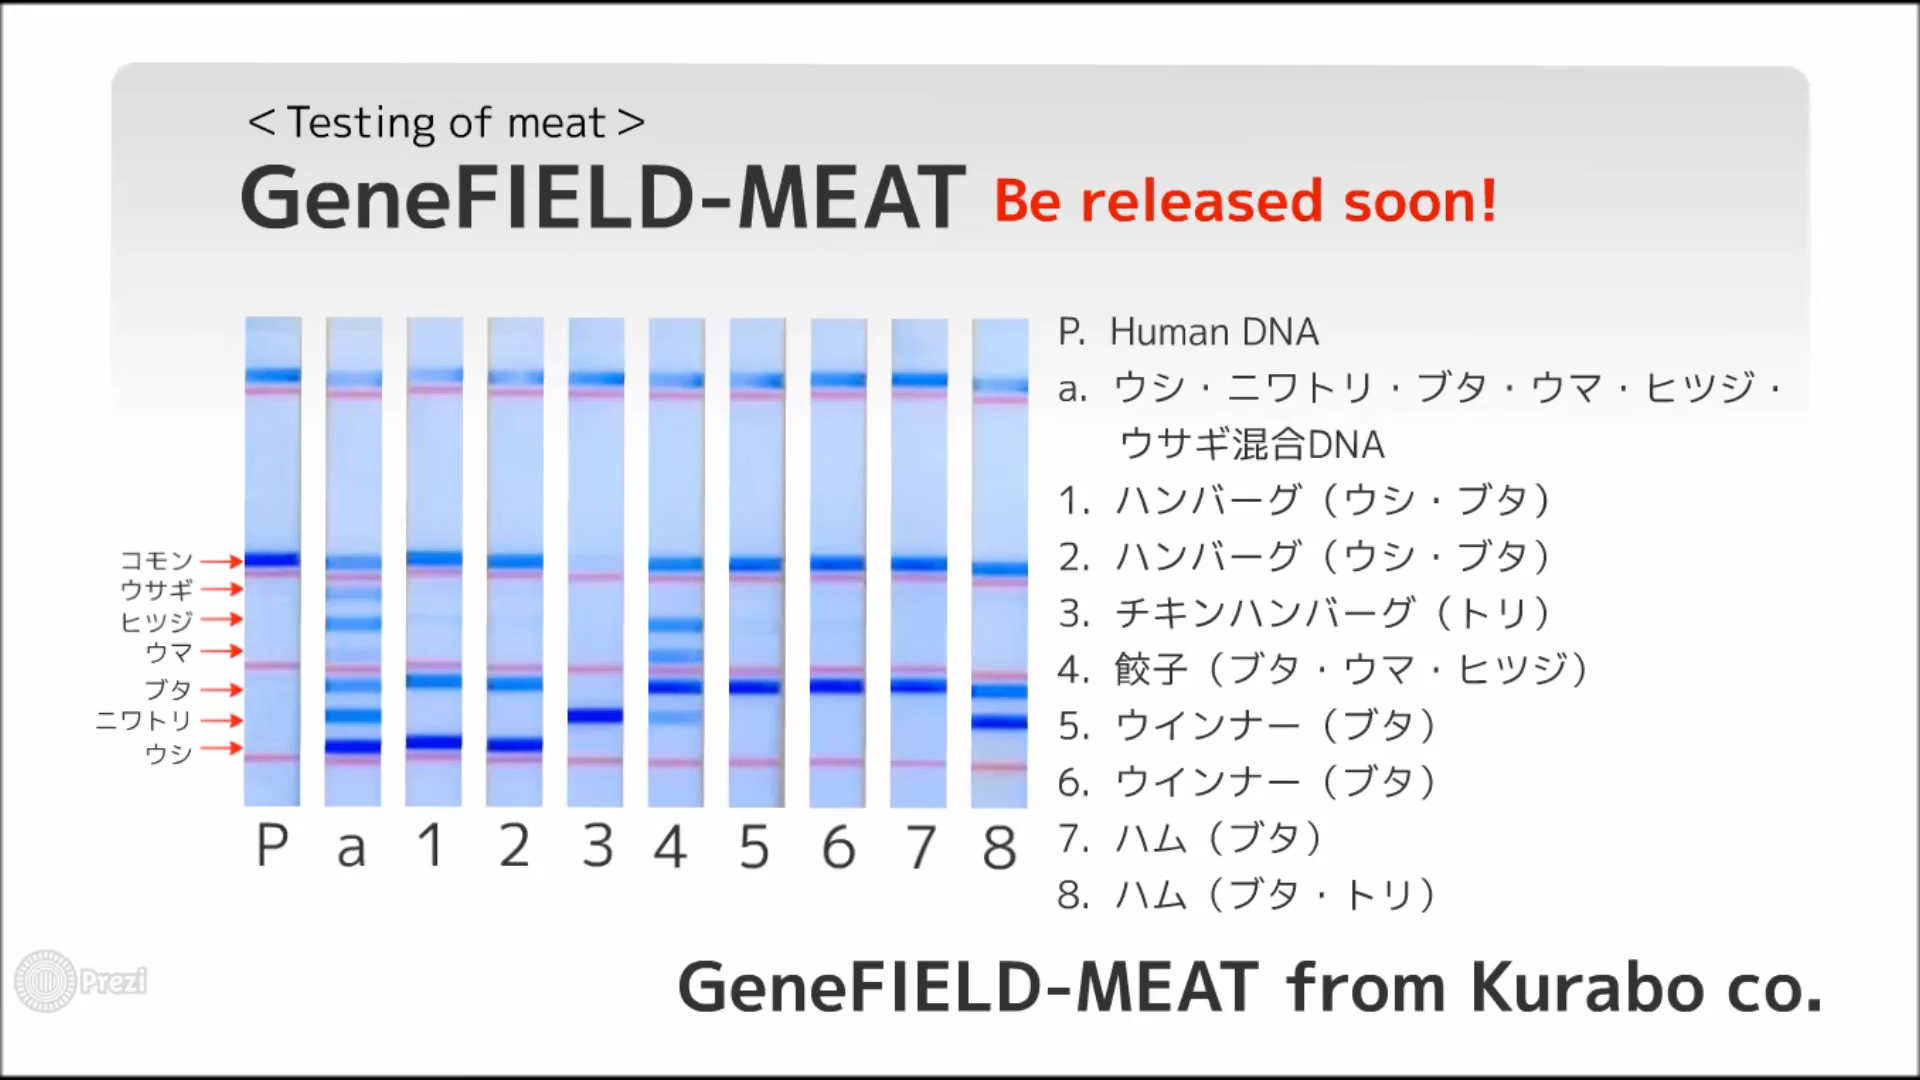 ＜Testing of meat＞
GeneFIELD-MEAT Be released soon!
コモン
ウサギ
ヒツジ
ウマ
ブタ
ニワトリ
ウシ
P a 1 2 3 4 5 6 7 8
P. Human DNA
a. ウシ・ニワトリ・ブタ・ウマ・ヒツジ・
ウサギ混合DNA
1. ハンバーグ（ウシ・ブタ）
2. ハンバーグ（ウシ・ブタ）
3. チキンハンバーグ（トリ）
4. 餃子（ブタ・ウマ・ヒツジ）
5. ウインナー（ブタ）
6. ウインナー（ブタ）
7. ハム（ブタ）
8. ハム（ブタ・トリ）
GeneFIELD-MEAT from Kurabo co.
Prezi